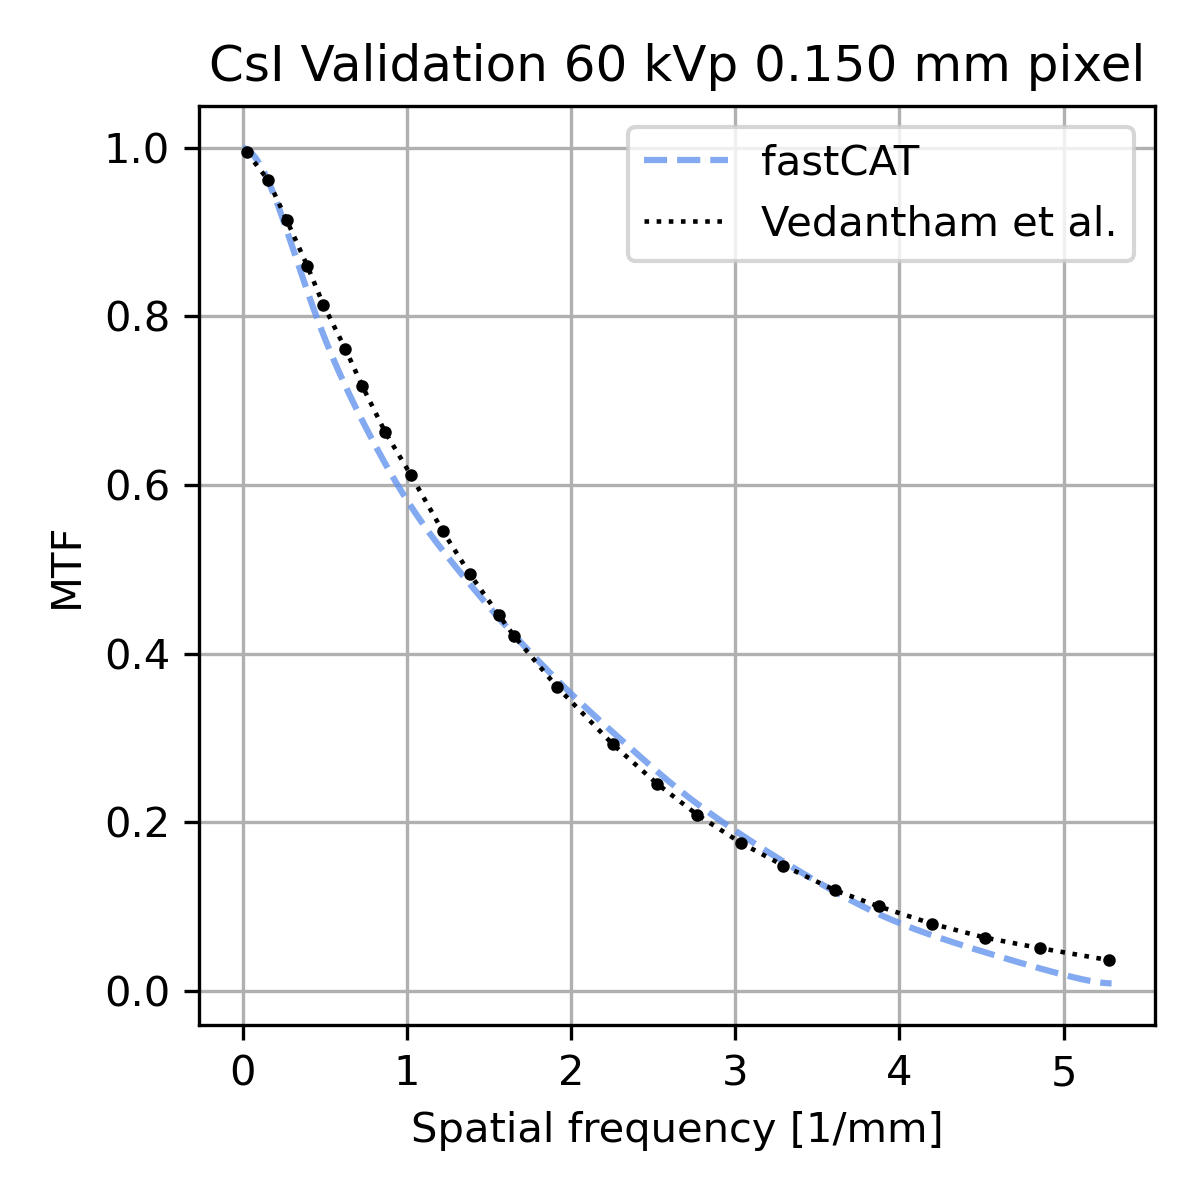 CsI Validation 60 kVp 0.150 mm pixel
fastCAT
Vedantham et al.
1.0
0.8
0.6
0.4
0.2
0.0
MTF
0 1 2 3 4 5
Spatial frequency [1/mm]